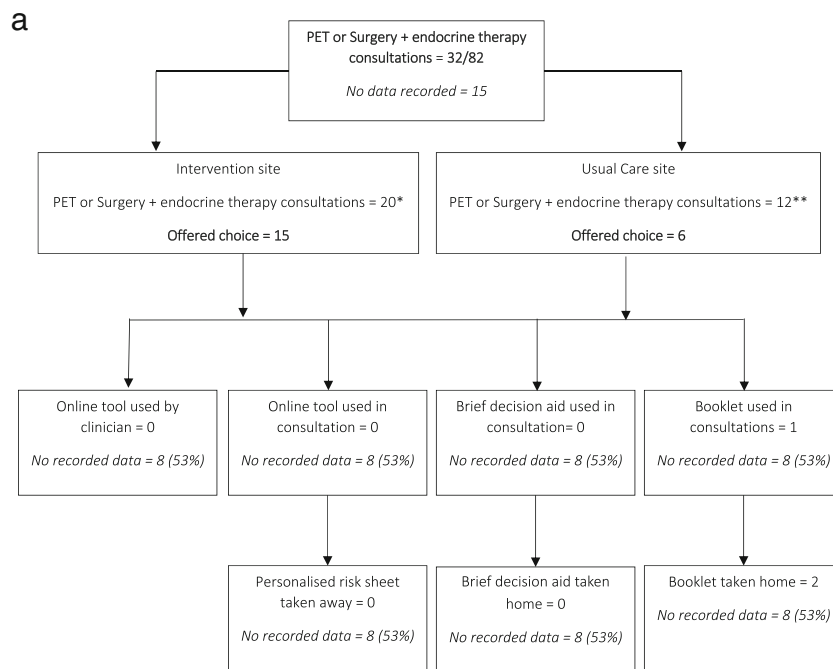 a
PET or Surgery + endocrine therapy
consultations = 32/82
No data recorded = 15
Intervention site
PET or Surgery + endocrine therapy consultations = 20*
Offered choice = 15
Usual Care site
PET or Surgery + endocrine therapy consultations = 12**
Offered choice = 6
Online tool used by
clinician = 0
No recorded data = 8 (53%)
Online tool used in
consultation = 0
No recorded data = 8 (53%)
Brief decision aid used in
consultation= 0
No recorded data = 8 (53%)
Booklet used in
consultations = 1
No recorded data = 8 (53%)
Personalised risk sheet
taken away = 0
No recorded data = 8 (53%)
Brief decision aid taken
home = 0
No recorded data = 8 (53%)
Booklet taken home = 2
No recorded data = 8 (53%)